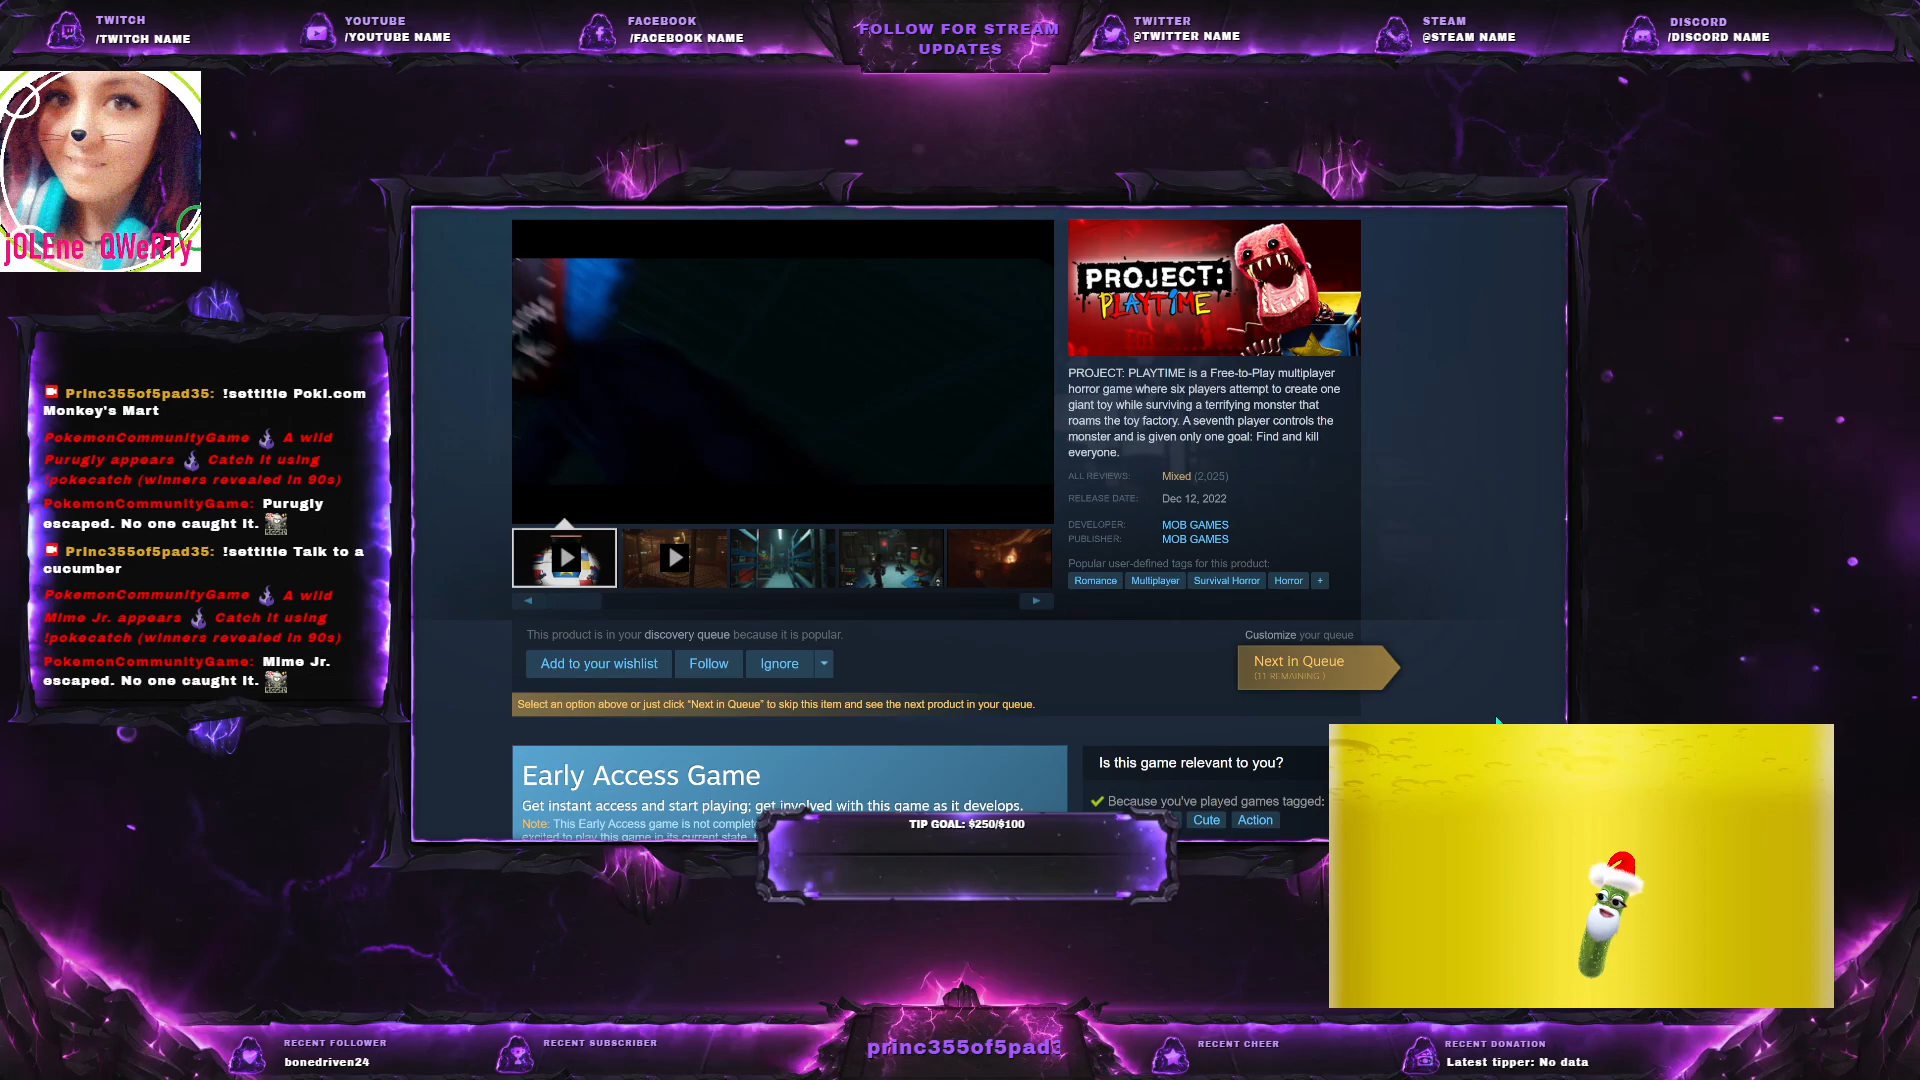 TWITCH
/TWITCH NAME
YOUTUBE
/YOUTUBE NAME
FACEBOOK
/FACEBOOK NAME
FOLLOW FOR STREAM
UPDATES
TWITTER
@TWITTER NAME
STEAM
@STEAM NAME
DISCORD
/DISCORD NAME
jOLEne QWeRTy
Princ355of5pad35: !settitle Poki.com
Monkey's Mart
PokemonCommunityGame A wild
Purugly appears Catch it using
!pokecatch (winners revealed in 90s)
PokemonCommunityGame: Purugly
escaped. No one caught it.
Princ355of5pad35: !settitle Talk to a
cucumber
PokemonCommunityGame A wild
Mime Jr. appears Catch it using
!pokecatch (winners revealed in 90s)
PokemonCommunityGame: Mime Jr.
escaped. No one caught it.
PROJECT:
PLAYTIME
PROJECT: PLAYTIME is a Free-to-Play multiplayer
horror game where six players attempt to create one
giant toy while surviving a terrifying monster that
roams the toy factory. A seventh player controls the
monster and is given only one goal: Find and kill
everyone.
ALL REVIEWS: Mixed (2,025)
RELEASE DATE: Dec 12, 2022
DEVELOPER: MOB GAMES
PUBLISHER: MOB GAMES
Popular user-defined tags for this product:
Romance Multiplayer Survival Horror Horror +
This product is in your discovery queue because it is popular.
Customize your queue
Add to your wishlist Follow Ignore
Next in Queue
(11 REMAINING )
Select an option above or just click "Next in Queue" to skip this item and see the next product in your queue.
Early Access Game
Get instant access and start playing; get involved with this game as it develops.
Note: This Early Access game is not complet
excited to play this game in its current state,
Is this game relevant to you?
Because you've played games tagged:
Cute Action
TIP GOAL: $250/$100
RECENT FOLLOWER
bonedriven24
RECENT SUBSCRIBER
princ355of5pad3
RECENT CHEER
RECENT DONATION
Latest tipper: No data